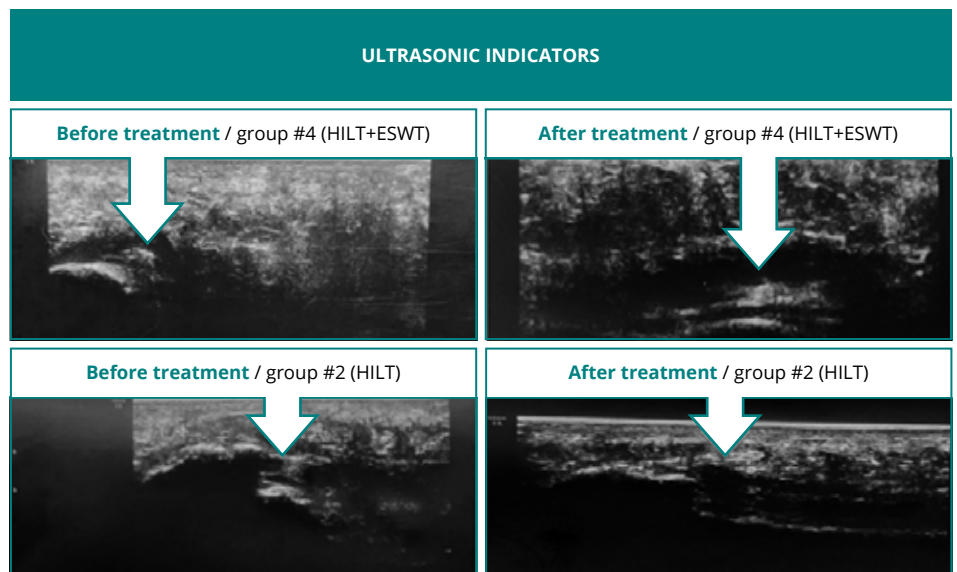 ULTRASONIC INDICATORS
Before treatment / group #4 (HILT+ESWT)
After treatment / group #4 (HILT+ESWT)
Before treatment / group #2 (HILT)
After treatment / group #2 (HILT)